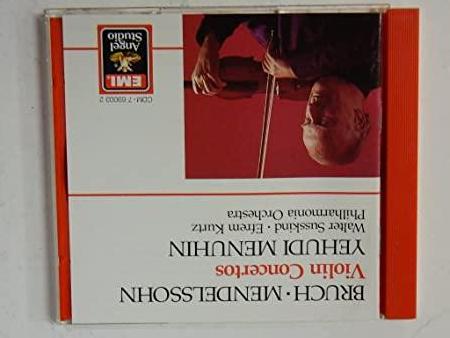 BRUCH · MENDELSSOHN
Violin Concertos
YEHUDI MENUHIN
Walter Susskind · Efrem Kurtz
Philharmonia Orchestra
CDM-7 69003 2
EMI
Angel
Studio